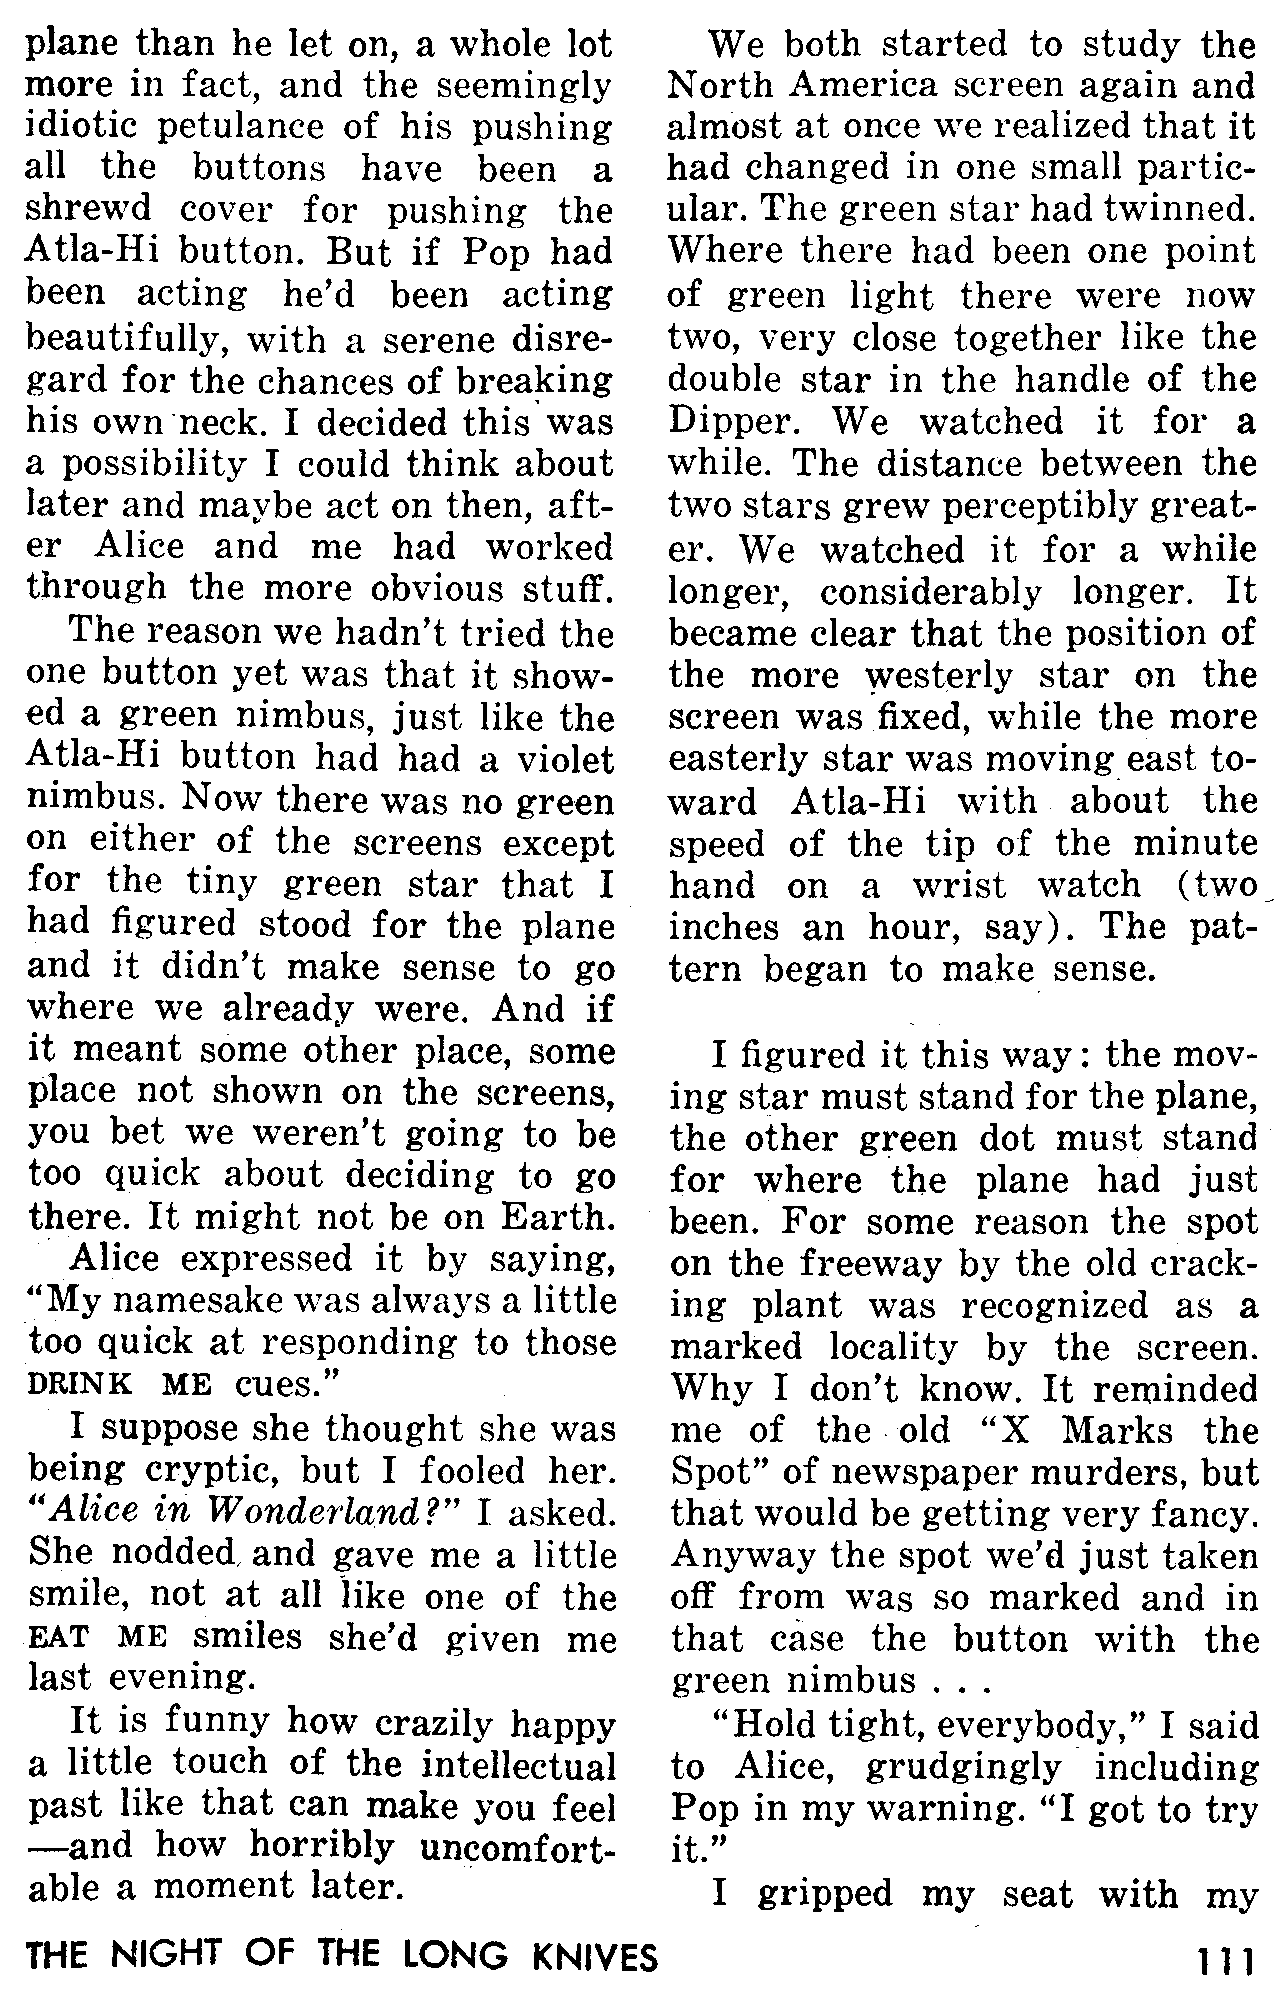 plane than he let on, a whole lot
more in fact, and the seemingly
idiotic petulance of his pushing
all the buttons have been a
shrewd cover for pushing the
Atla-Hi button. But if Pop had
been acting he'd been acting
beautifully, with a serene disre-
gard for the chances of breaking
his own neck. I decided this was
a possibility I could think about
later and maybe act on then, aft-
er Alice and me had worked
through the more obvious stuff.
The reason we hadn't tried the
one button yet was that it show-
ed a green nimbus, just like the
Atla-Hi button had had a violet
nimbus. Now there was no green
on either of the screens except
for the tiny green star that I
had figured stood for the plane
and it didn't make sense to go
where we already were. And if
it meant some other place, some
place not shown on the screens,
you bet we weren't going to be
too quick about deciding to go
there. It might not be on Earth.
Alice expressed it by saying,
“My namesake was always a little
too quick at responding to those
DRINK ME cues.”
I suppose she thought she was
being cryptic, but I fooled her.
“Alice in Wonderland?” I asked.
She nodded, and gave me a little
smile, not at all like one of the
EAT ME smiles she'd given me
last evening.
It is funny how crazily happy
a little touch of the intellectual
past like that can make you feel
—and how horribly uncomfort-
able a moment later.
We both started to study the
North America screen again and
almost at once we realized that it
had changed in one small partic-
ular. The green star had twinned.
Where there had been one point
of green light there were now
two, very close together like the
double star in the handle of the
Dipper. We watched it for a
while. The distance between the
two stars grew perceptibly great-
er. We watched it for a while
longer, considerably longer. It
became clear that the position of
the more westerly star on the
screen was fixed, while the more
easterly star was moving east to-
ward Atla-Hi with about the
speed of the tip of the minute
hand on a wrist watch (two
inches an hour, say). The pat-
tern began to make sense.
I figured it this way: the mov-
ing star must stand for the plane,
the other green dot must stand
for where the plane had just
been. For some reason the spot
on the freeway by the old crack-
ing plant was recognized as a
marked locality by the screen.
Why I don't know. It reminded
me of the old “X Marks the
Spot” of newspaper murders, but
that would be getting very fancy.
Anyway the spot we'd just taken
off from was so marked and in
that case the button with the
green nimbus . . .
“Hold tight, everybody,” I said
to Alice, grudgingly including
Pop in my warning. “I got to try
it.”
I gripped my seat with my
THE NIGHT OF THE LONG KNIVES
111